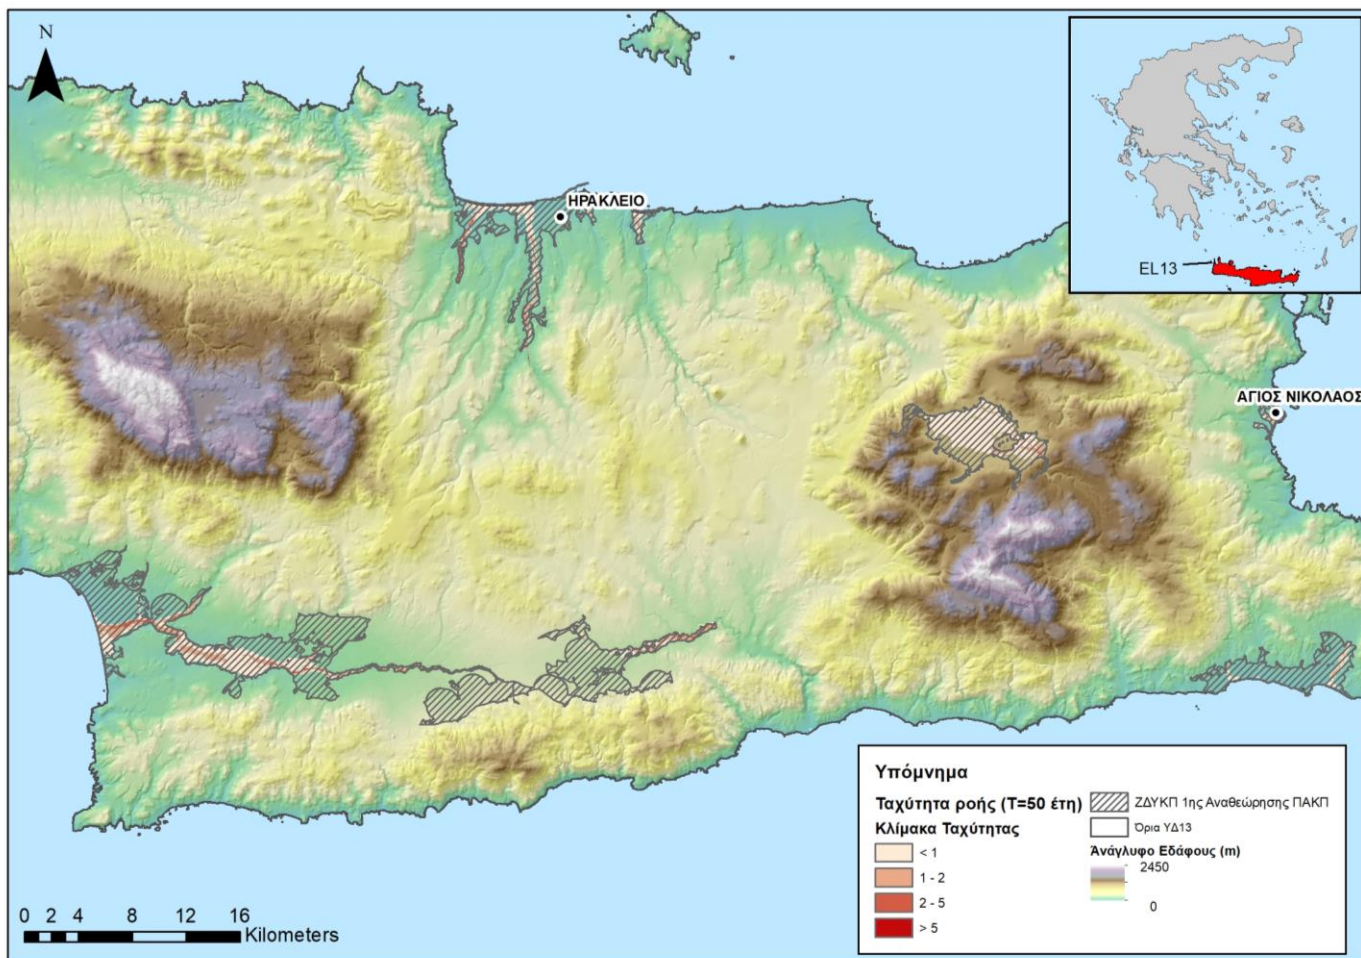 N
ΗΡΑΚΛΕΙΟ
EL13
ΑΓΙΟΣ ΝΙΚΟΛΑΟΣ
Υπόμνημα
Ταχύτητα ροής (Τ=50 έτη)
Κλίμακα Ταχύτητας
< 1
1 - 2
2 - 5
> 5
ΖΔΥΚΠ 1ης Αναθεώρησης ΠΑΚΠ
Όρια ΥΔ13
Άνάγλυφο Εδάφους (m)
2450
0
0 2 4 8 12 16
Kilometers